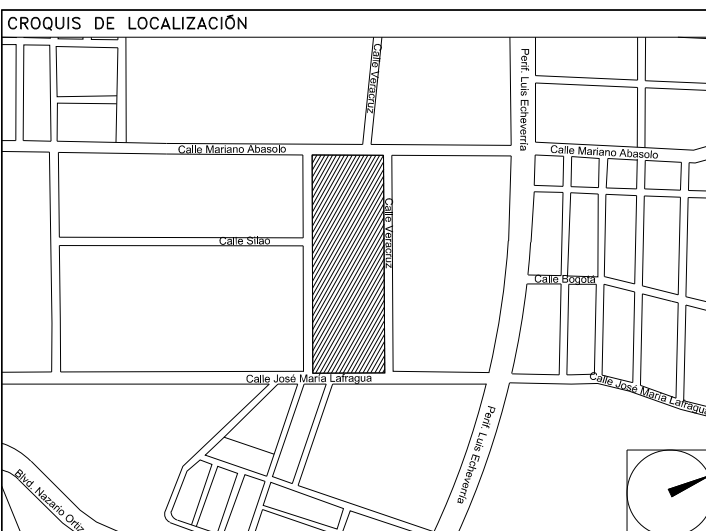 CROQUIS DE LOCALIZACIÓN
Calle Veracruz
Perif. Luis Echeverría
Calle Mariano Abasolo
Calle Mariano Abasolo
Calle Veracruz
Calle Silao
Calle Bogotá
Calle José María Lafragua
Calle José María Lafragua
Perif. Luis Echeverría
Blvd. Nazario Ortiz